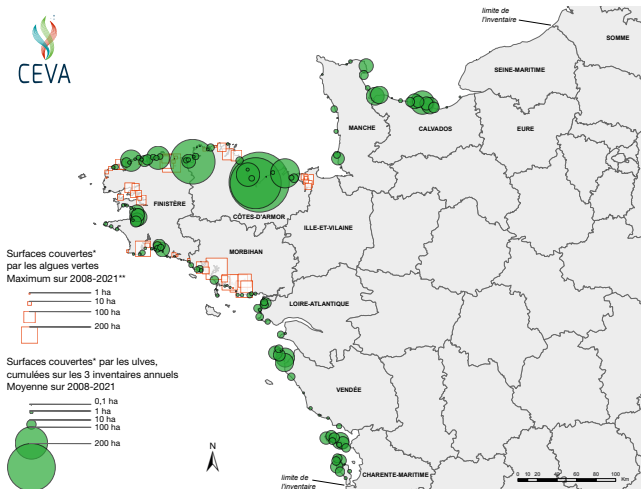 CEVA
limite de
l'inventaire
SOMME
SEINE-MARITIME
MANCHE
CALVADOS
EURE
FINISTÈRE
CÔTES-D'ARMOR
ILLE-ET-VILAINE
MORBIHAN
LOIRE-ATLANTIQUE
VENDÉE
CHARENTE-MARITIME
limite de
l'inventaire
Surfaces couvertes*
par les algues vertes
Maximum sur 2008-2021**
1 ha
10 ha
100 ha
200 ha
Surfaces couvertes* par les ulves,
cumulées sur les 3 inventaires annuels
Moyenne sur 2008-2021
0,1 ha
1 ha
10 ha
100 ha
200 ha
N
0 10 20 40 60 80 100
Km